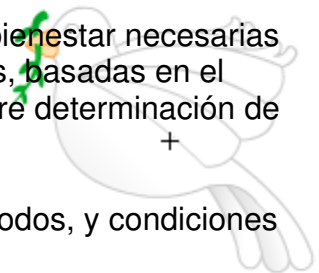 bienestar necesarias
s, basadas en el
re determinación de
odos, y condiciones